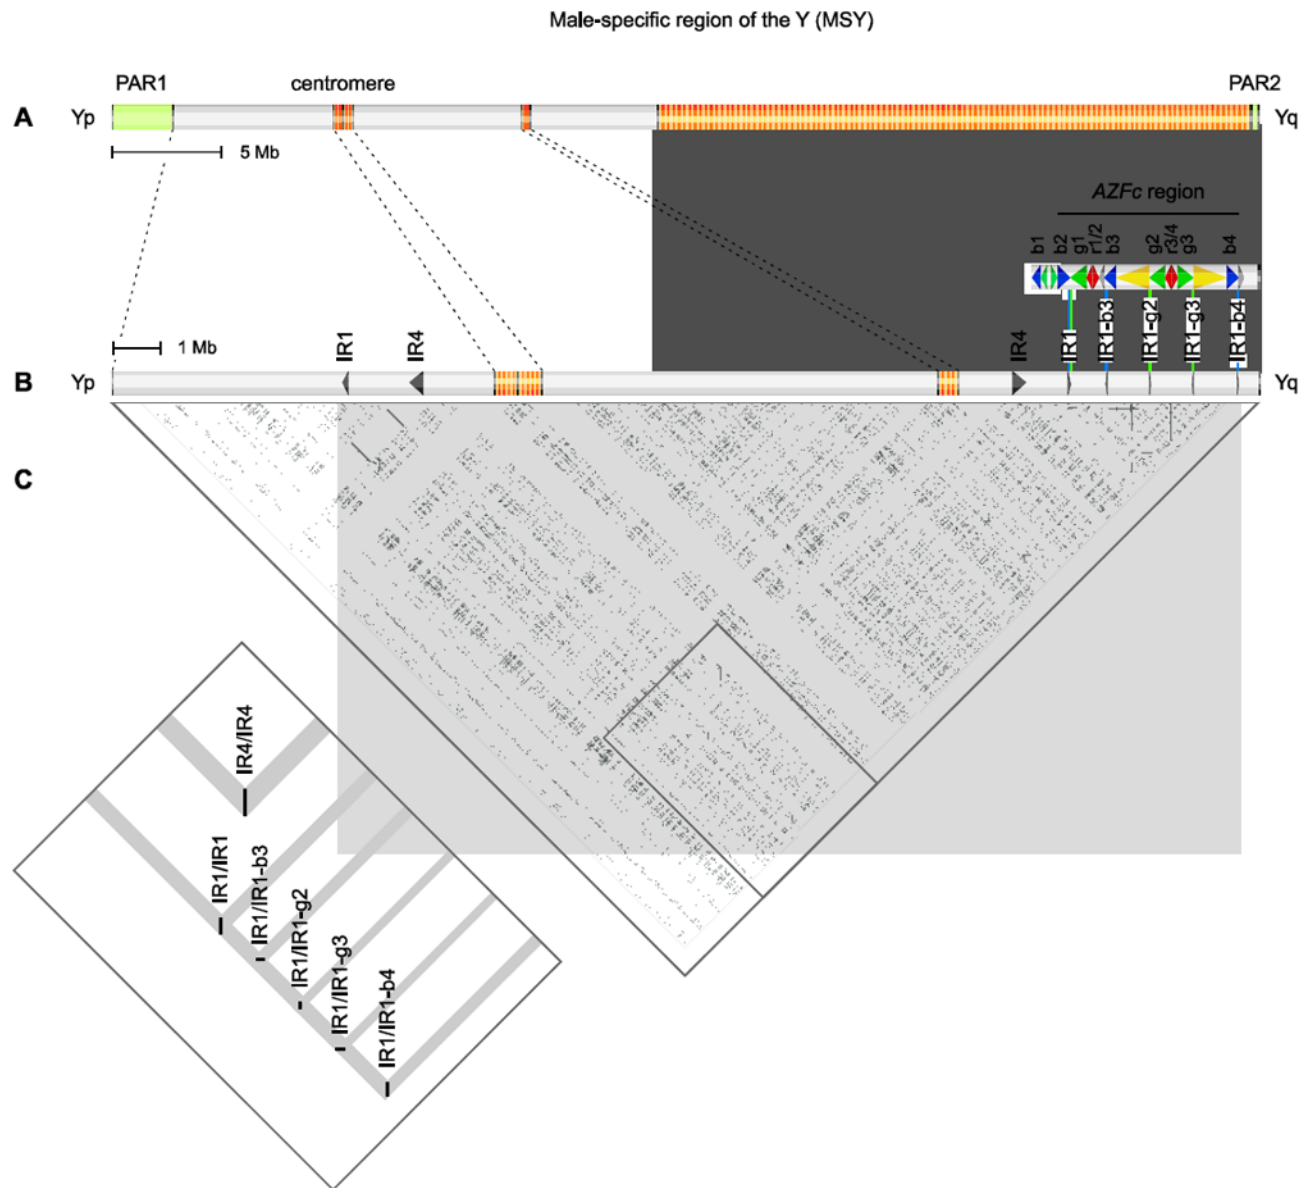 Male-specific region of the Y (MSY)
PAR1
centromere
PAR2
A
Yp
Yq
5 Mb
AZFc region
b1
b2
g1
r1/2
b3
g2
r3/4
g3
b4
1 Mb
IR1
IR4
IR4
IR1
IR1-b3
IR1-g2
IR1-g3
IR1-b4
B
Yp
Yq
C
IR4/IR4
IR1/IR1
IR1/IR1-b3
IR1/IR1-g2
IR1/IR1-g3
IR1/IR1-b4